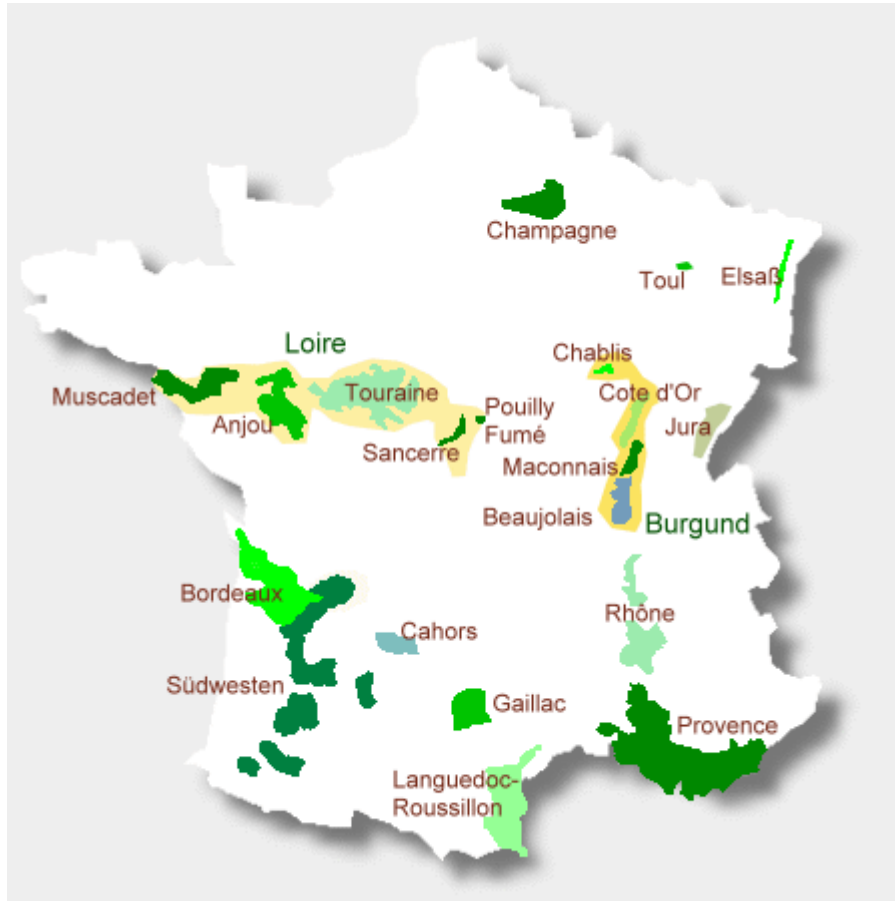 Champagne
Toul
Elsaß
Loire
Chablis
Muscadet
Touraine
Cote d'Or
Anjou
Pouilly
Fumé
Jura
Sancerre
Maconnais
Beaujolais
Burgund
Bordeaux
Rhône
Cahors
Südwesten
Gaillac
Provence
Languedoc-
Roussillon